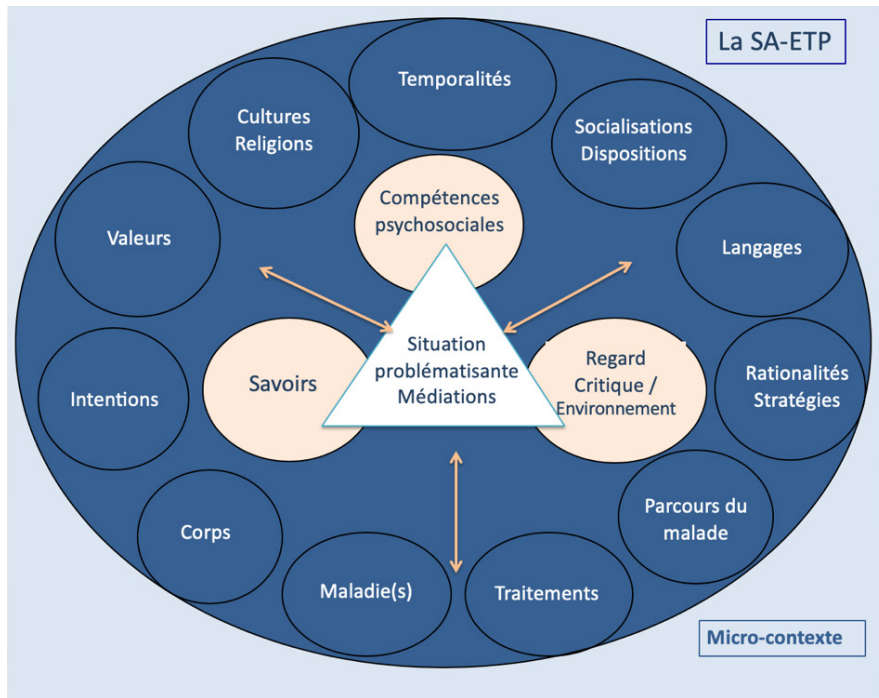 La SA-ETP
Temporalités
Cultures
Religions
Socialisations
Dispositions
Compétences
psychosociales
Valeurs
Langages
Situation
problématisante
Médiations
Savoirs
Regard
Critique /
Environnement
Intentions
Rationalités
Stratégies
Corps
Parcours du
malade
Maladie(s)
Traitements
Micro-contexte